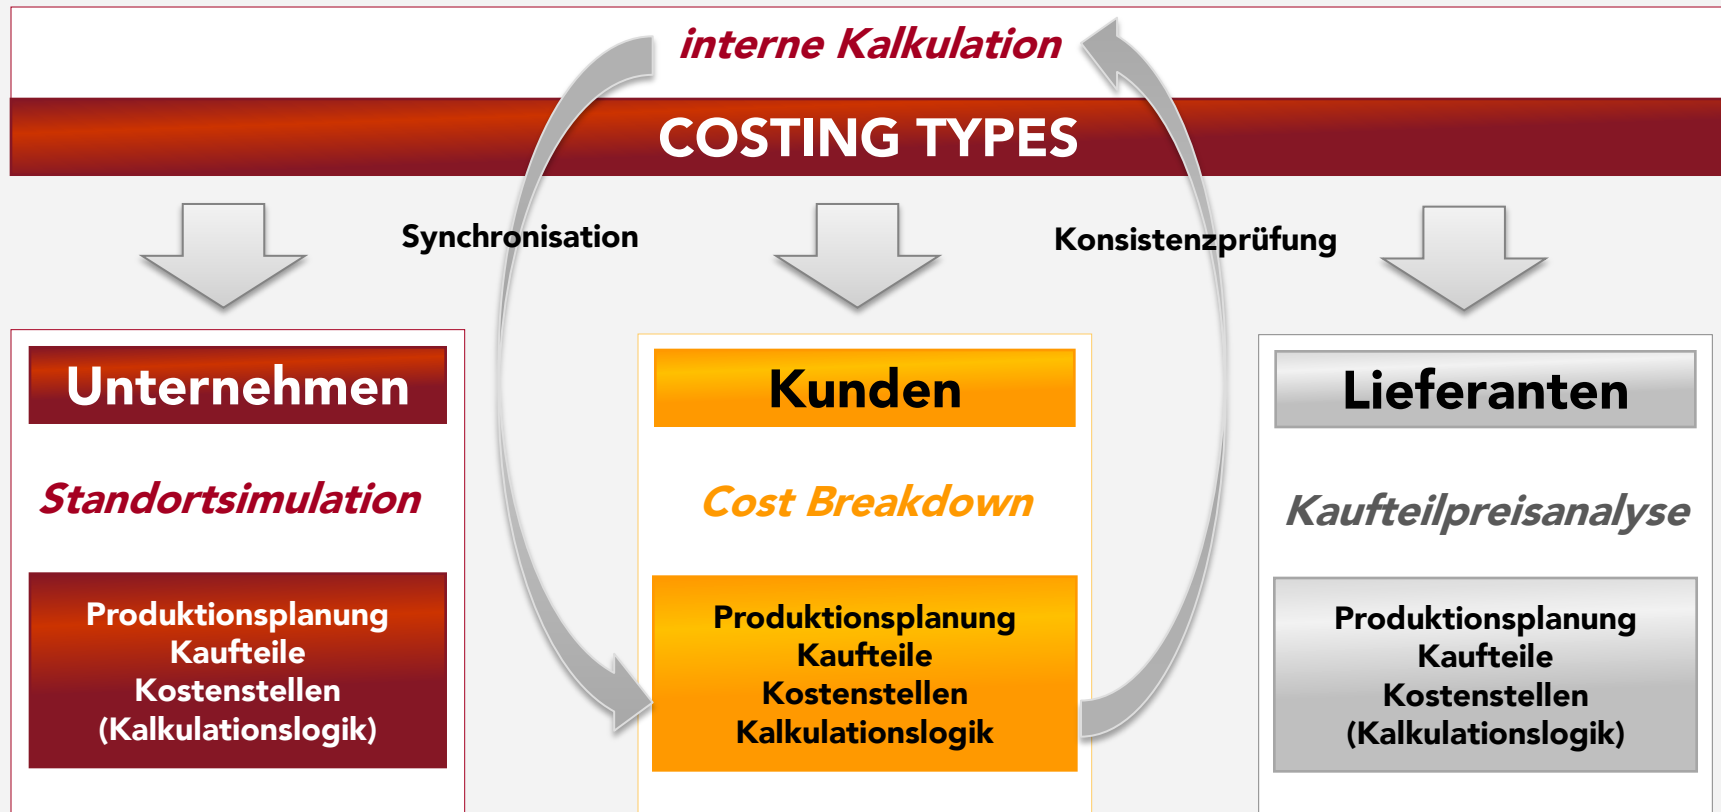 interne Kalkulation
COSTING TYPES
Synchronisation
Konsistenzprüfung
Unternehmen
Standortsimulation
Produktionsplanung
Kaufteile
Kostenstellen
(Kalkulationslogik)
Kunden
Cost Breakdown
Produktionsplanung
Kaufteile
Kostenstellen
Kalkulationslogik
Lieferanten
Kaufteilpreisanalyse
Produktionsplanung
Kaufteile
Kostenstellen
(Kalkulationslogik)